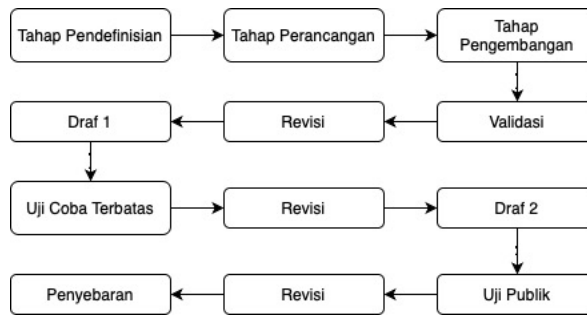 Tahap Pendefinisian
Tahap Perancangan
Tahap
Pengembangan
Validasi
Revisi
Draf 1
Uji Coba Terbatas
Revisi
Draf 2
Uji Publik
Revisi
Penyebaran